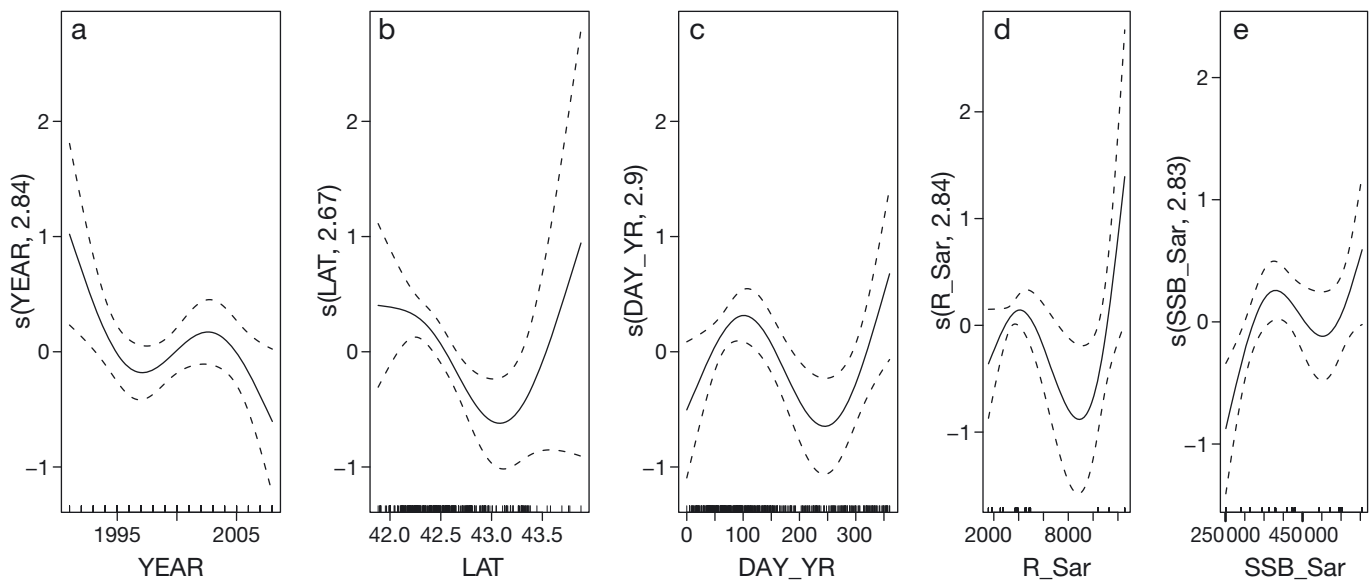 a
s(YEAR, 2.84)
2
1
0
−1
1995
2005
YEAR
b
s(LAT, 2.67)
2
1
0
−1
42.0
42.5
43.0
43.5
LAT
c
s(DAY_YR, 2.9)
2
1
0
−1
0
100
200
300
DAY_YR
d
s(R_Sar, 2.84)
2
1
0
−1
2000
8000
R_Sar
e
s(SSB_Sar, 2.83)
2
1
0
−1
250000
450000
SSB_Sar